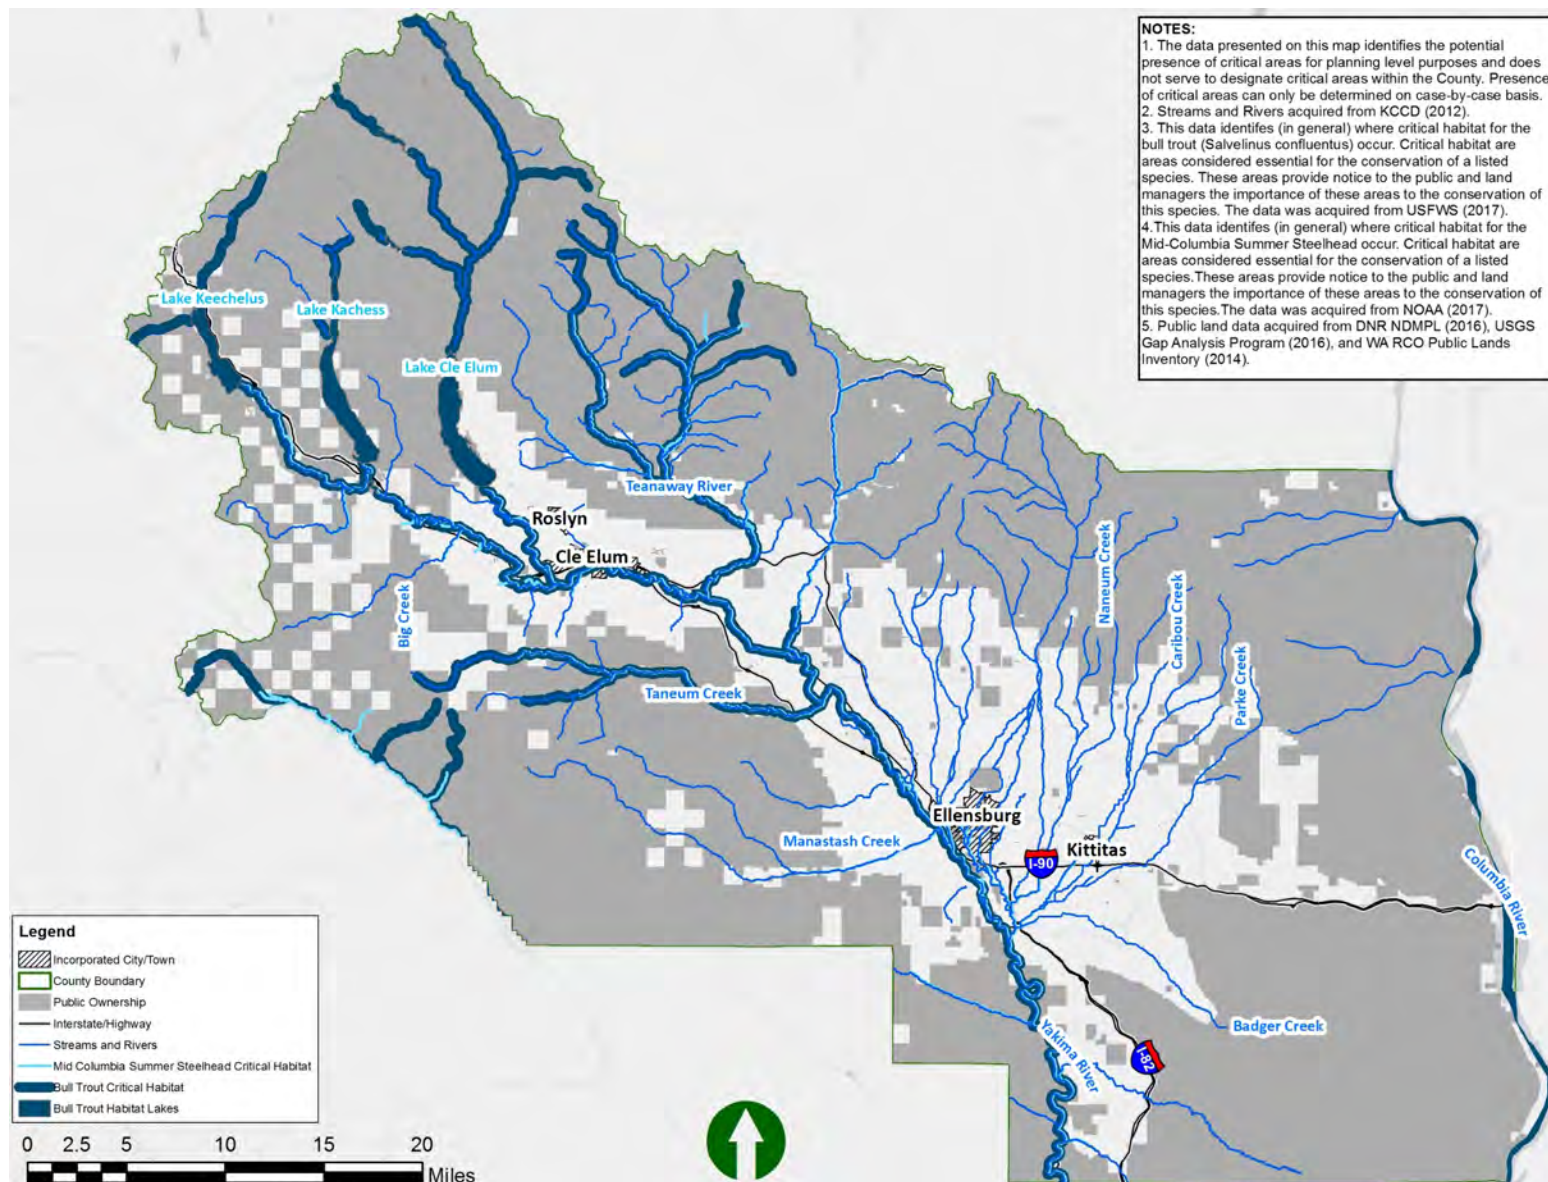 NOTES:
1. The data presented on this map identifies the potential
presence of critical areas for planning level purposes and does
not serve to designate critical areas within the County. Presence
of critical areas can only be determined on case-by-case basis.
2. Streams and Rivers acquired from KCCD (2012).
3. This data identifes (in general) where critical habitat for the
bull trout (Salvelinus confluentus) occur. Critical habitat are
areas considered essential for the conservation of a listed
species. These areas provide notice to the public and land
managers the importance of these areas to the conservation of
this species. The data was acquired from USFWS (2017).
4.This data identifes (in general) where critical habitat for the
Mid-Columbia Summer Steelhead occur. Critical habitat are
areas considered essential for the conservation of a listed
species.These areas provide notice to the public and land
managers the importance of these areas to the conservation of
this species.The data was acquired from NOAA (2017).
5. Public land data acquired from DNR NDMPL (2016), USGS
Gap Analysis Program (2016), and WA RCO Public Lands
Inventory (2014).
Lake Keechelus
Lake Kachess
Lake Cle Elum
Teanaway River
Roslyn
Cle Elum
Big Creek
Taneum Creek
Naneum Creek
Caribou Creek
Parke Creek
Manastash Creek
Ellensburg
Kittitas
I-90
Columbia River
Badger Creek
Yakima River
I-82
Legend
Incorporated City/Town
County Boundary
Public Ownership
Interstate/Highway
Streams and Rivers
Mid Columbia Summer Steelhead Critical Habitat
Bull Trout Critical Habitat
Bull Trout Habitat Lakes
0 2.5 5 10 15 20
Miles